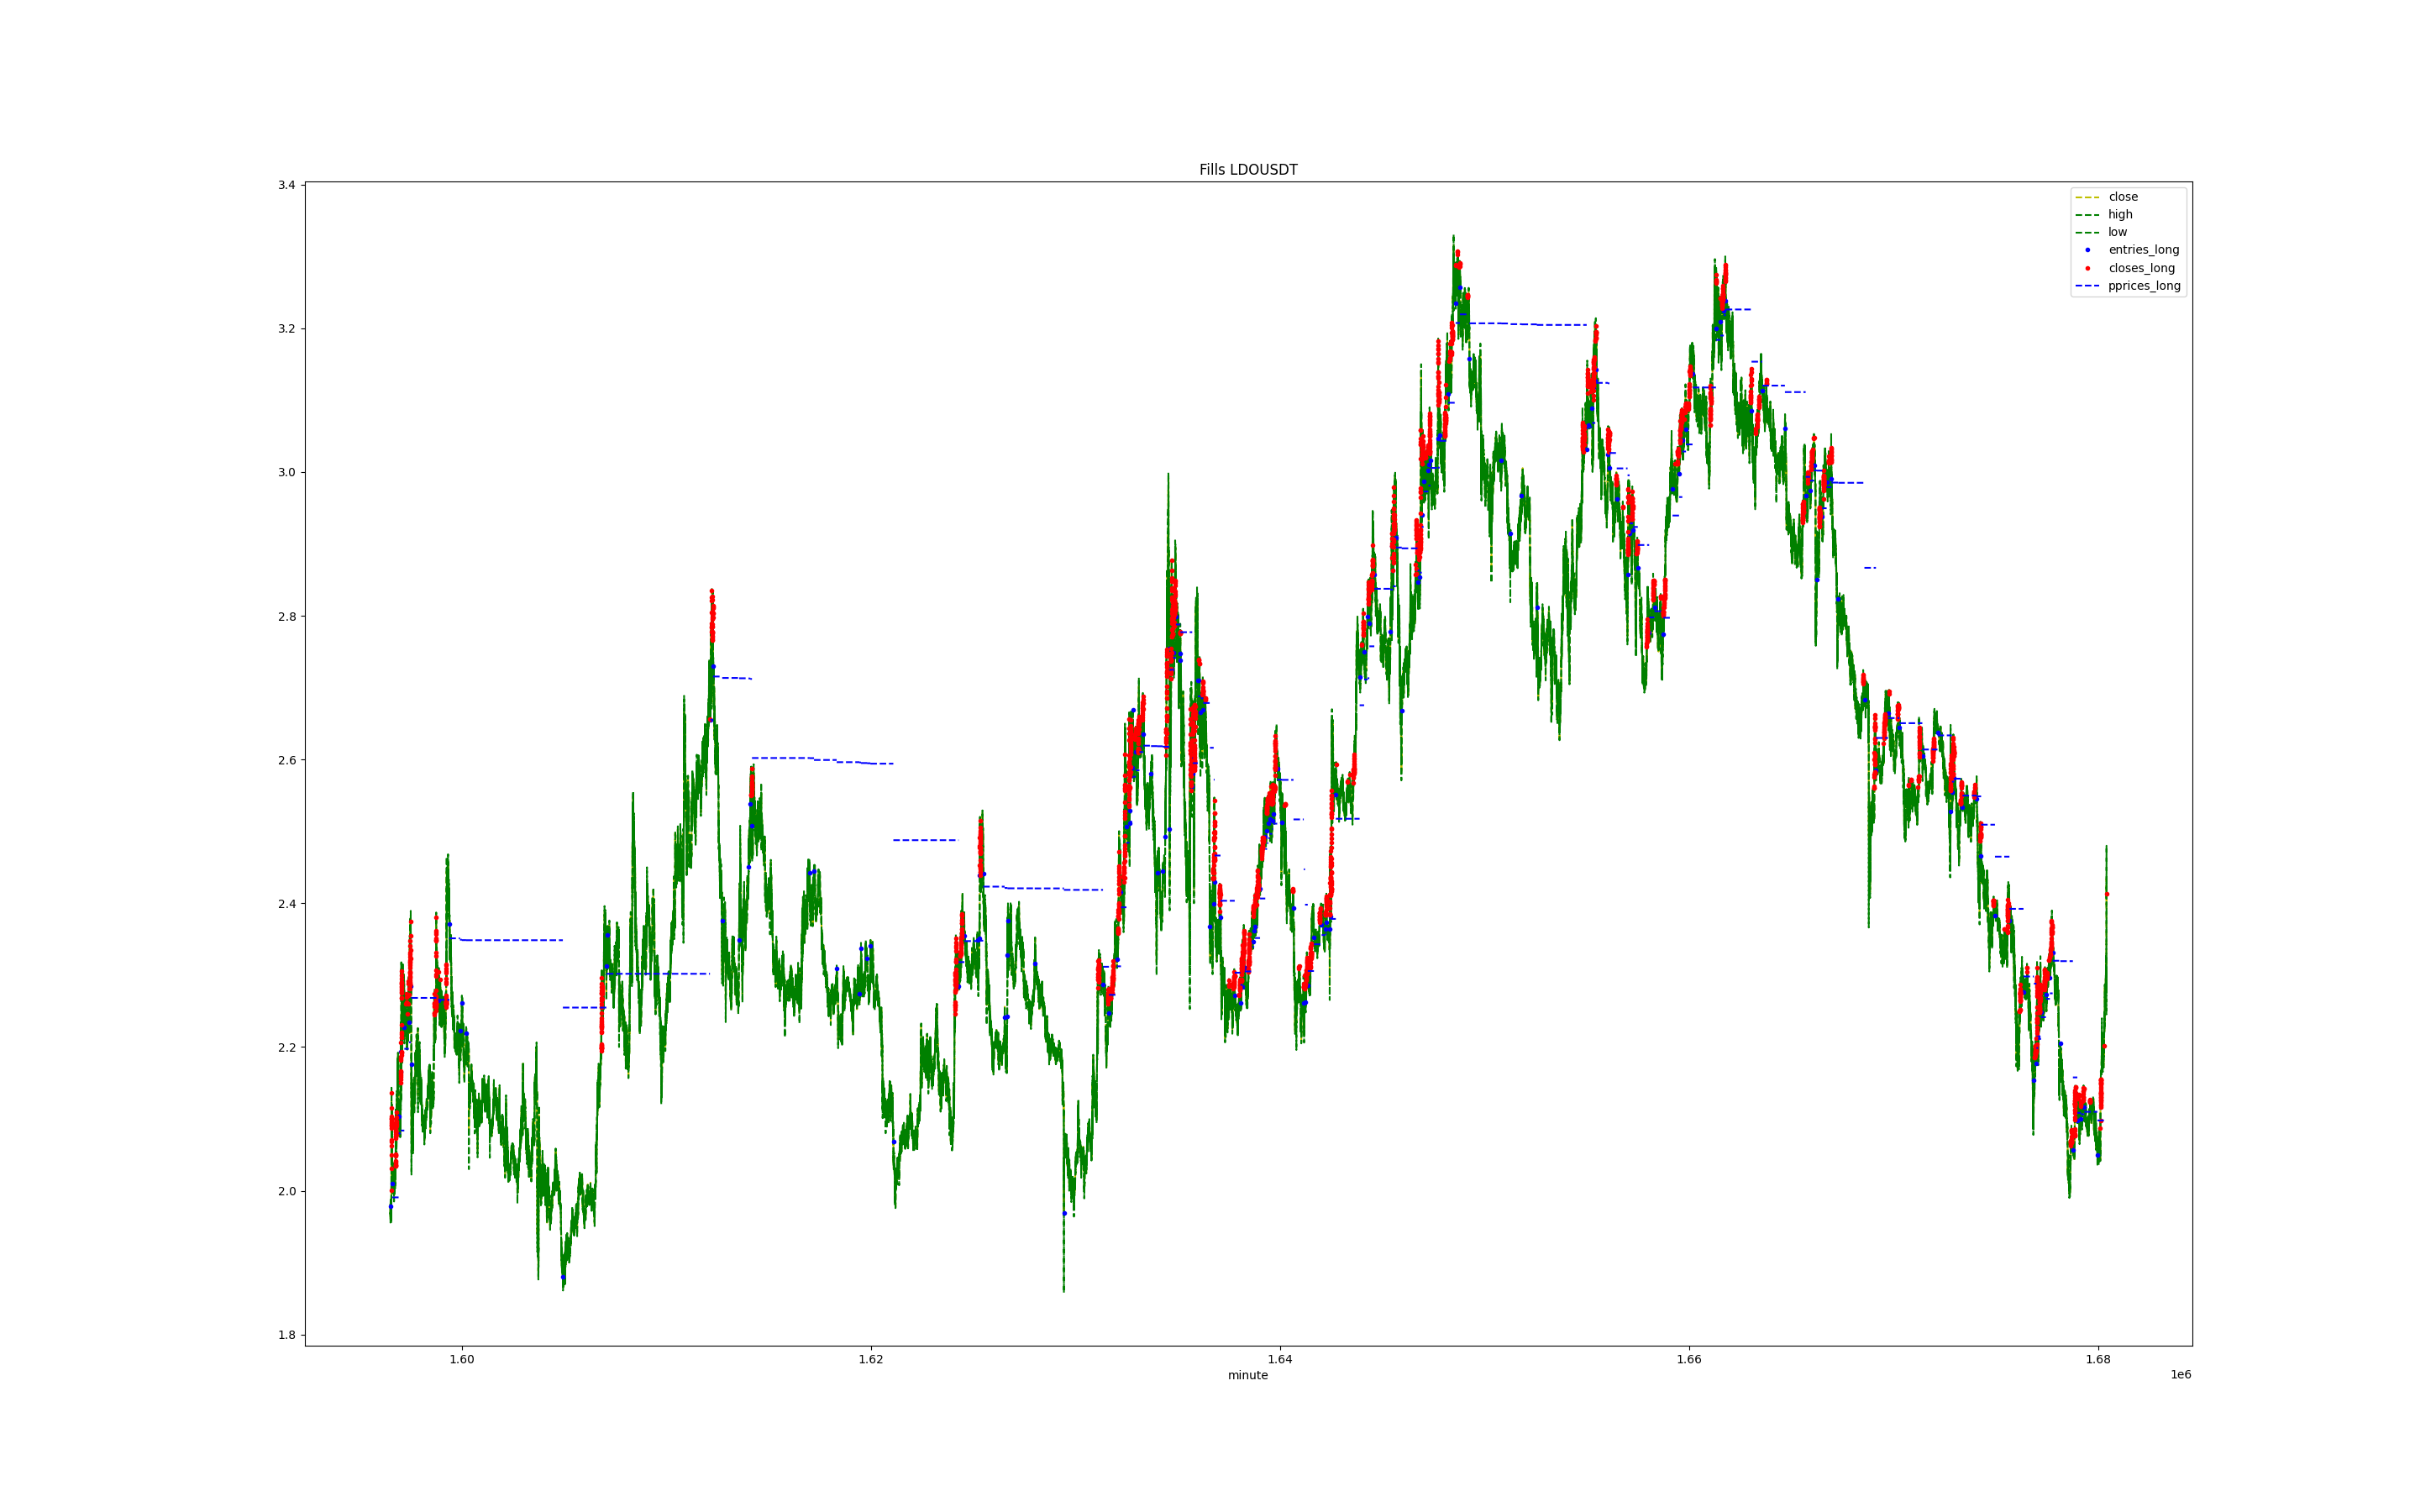 Fills LDOUSDT
3.4
3.2
3.0
2.8
2.6
2.4
2.2
2.0
1.8
close
high
low
entries_long
closes_long
pprices_long
1.60 1.62 1.64 1.66 1.68
minute
1e6